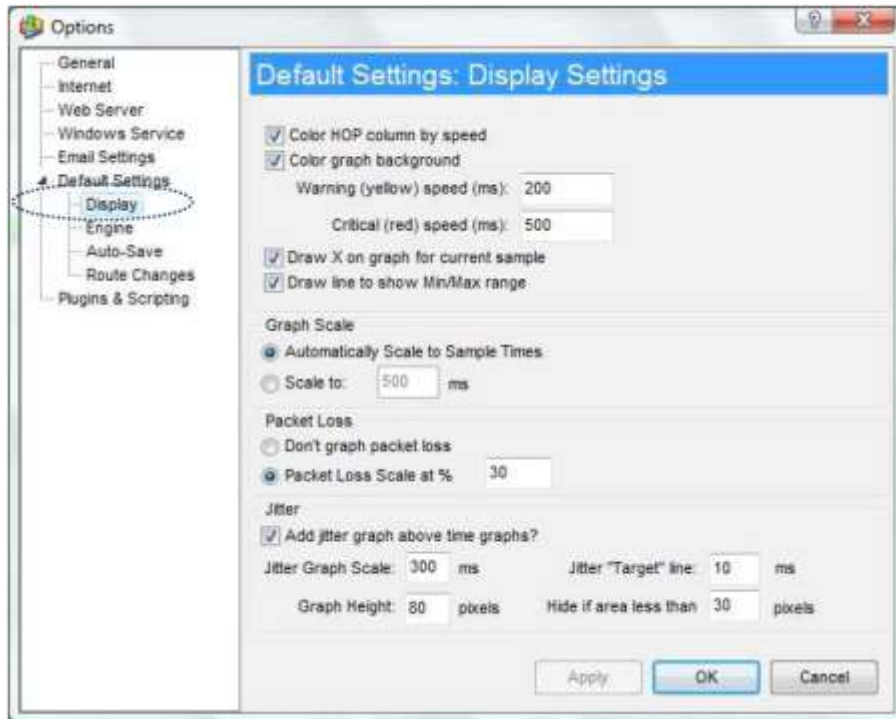 Options
General
Internet
Web Server
Windows Service
Email Settings
Default Settings
Display
Engine
Auto-Save
Route Changes
Plugins & Scripting
Default Settings: Display Settings
Color HOP column by speed
Color graph background
Warning (yellow) speed (ms): 200
Critical (red) speed (ms): 500
Draw X on graph for current sample
Draw line to show Min/Max range
Graph Scale
Automatically Scale to Sample Times
Scale to: 500 ms
Packet Loss
Don't graph packet loss
Packet Loss Scale at % 30
Jitter
Add jitter graph above time graphs?
Jitter Graph Scale: 300 ms Jitter "Target" line: 10 ms
Graph Height: 80 pixels Hide if area less than 30 pixels
Apply OK Cancel